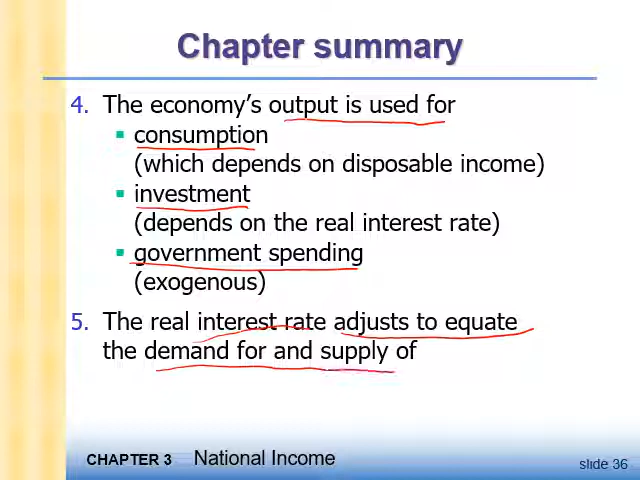 Chapter summary
4. The economy's output is used for
▪ consumption
(which depends on disposable income)
▪ investment
(depends on the real interest rate)
▪ government spending
(exogenous)
5. The real interest rate adjusts to equate
the demand for and supply of
CHAPTER 3 National Income
slide 36